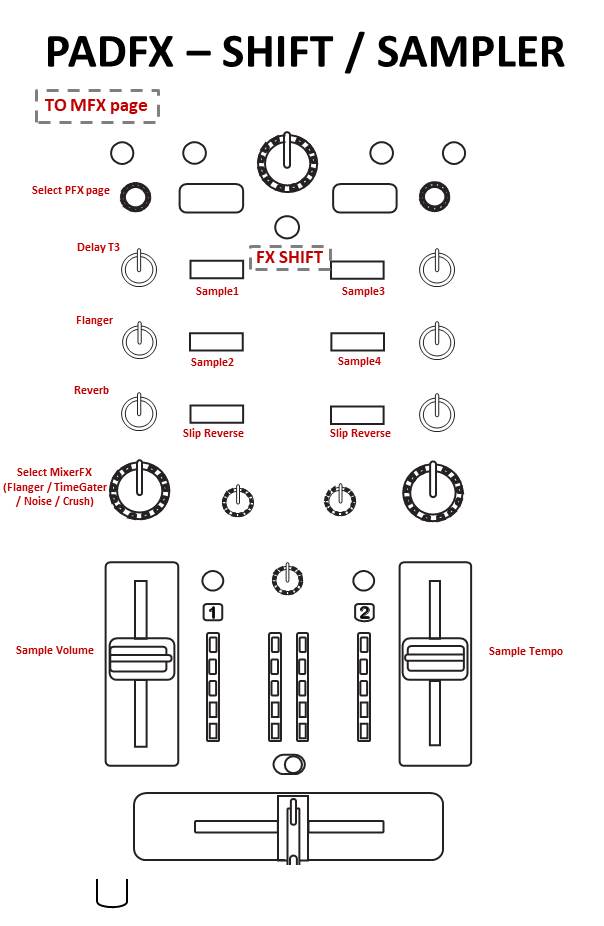 PADFX – SHIFT / SAMPLER
TO MFX page
Select PFX page
Delay T3
FX SHIFT
Sample1
Sample3
Flanger
Sample2
Sample4
Reverb
Slip Reverse
Slip Reverse
Select MixerFX
(Flanger / TimeGater
/ Noise / Crush)
1
2
Sample Volume
Sample Tempo